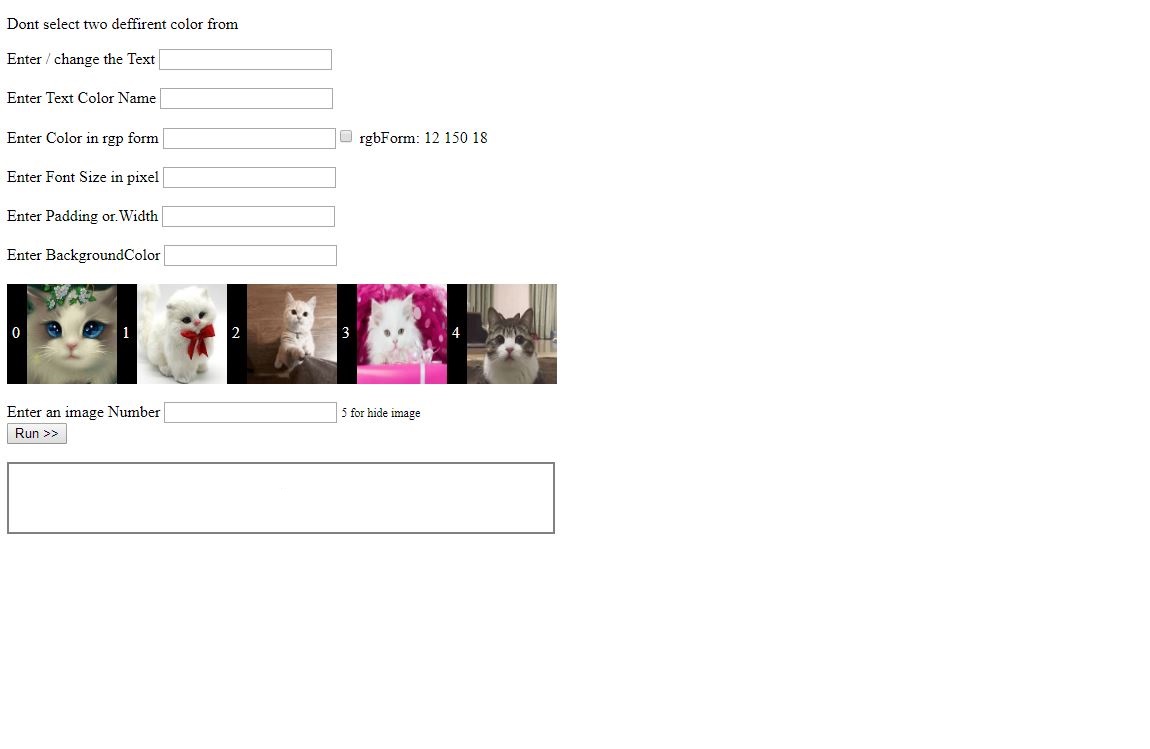 Dont select two deffirent color from
Enter / change the Text
Enter Text Color Name
Enter Color in rgp form rgbForm: 12 150 18
Enter Font Size in pixel
Enter Padding or.Width
Enter BackgroundColor
0 1 2 3 4
Enter an image Number 5 for hide image
Run >>